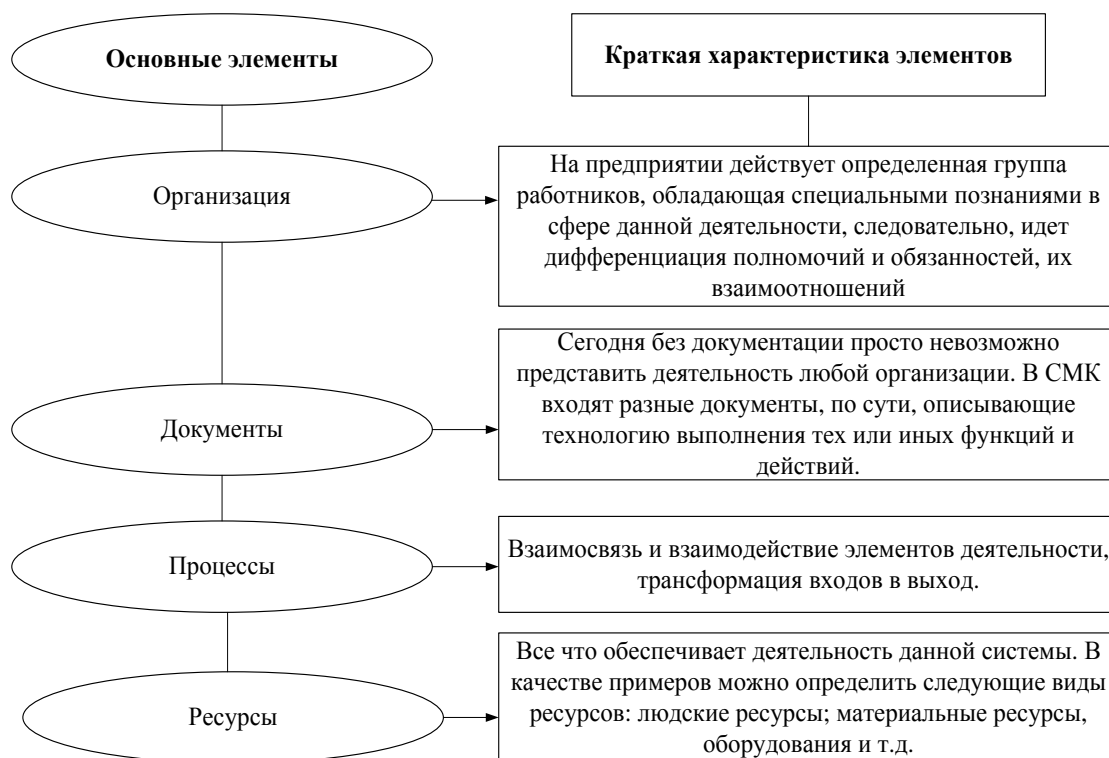 Основные элементы
Краткая характеристика элементов
Организация
На предприятии действует определенная группа
работников, обладающая специальными познаниями в
сфере данной деятельности, следовательно, идет
дифференциация полномочий и обязанностей, их
взаимоотношений
Документы
Сегодня без документации просто невозможно
представить деятельность любой организации. В СМК
входят разные документы, по сути, описывающие
технологию выполнения тех или иных функций и
действий.
Процессы
Взаимосвязь и взаимодействие элементов деятельности,
трансформация входов в выход.
Ресурсы
Все что обеспечивает деятельность данной системы. В
качестве примеров можно определить следующие виды
ресурсов: людские ресурсы; материальные ресурсы,
оборудования и т.д.